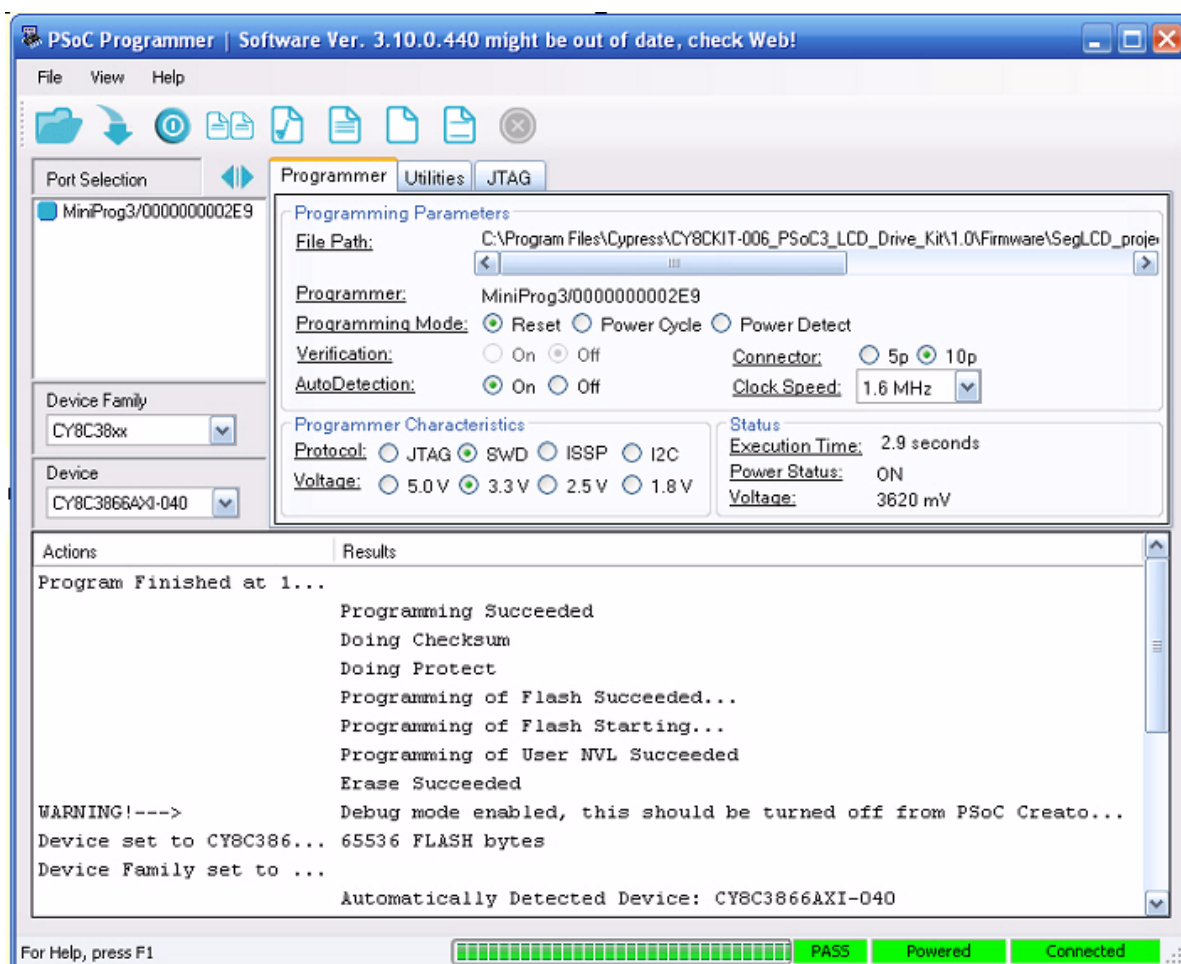 PSoC Programmer | Software Ver. 3.10.0.440 might be out of date, check Web!
File View Help
Port Selection
MiniProg3/0000000002E9
Device Family
CY8C38xx
Device
CY8C3866AXI-040
Programmer Utilities JTAG
Programming Parameters
File Path: C:\Program Files\Cypress\CY8CKIT-006_PSoC3_LCD_Drive_Kit\1.0\Firmware\SegLCD_proje
Programmer: MiniProg3/0000000002E9
Programming Mode: Reset Power Cycle Power Detect
Verification: On Off Connector: 5p 10p
AutoDetection: On Off Clock Speed: 1.6 MHz
Programmer Characteristics
Protocol: JTAG SWD ISSP I2C
Voltage: 5.0 V 3.3 V 2.5 V 1.8 V
Status
Execution Time: 2.9 seconds
Power Status: ON
Voltage: 3620 mV
Actions Results
Program Finished at 1...
Programming Succeeded
Doing Checksum
Doing Protect
Programming of Flash Succeeded...
Programming of Flash Starting...
Programming of User NVL Succeeded
Erase Succeeded
WARNING!---> Debug mode enabled, this should be turned off from PSoC Creato...
Device set to CY8C386... 65536 FLASH bytes
Device Family set to ...
Automatically Detected Device: CY8C3866AXI-040
For Help, press F1 PASS Powered Connected